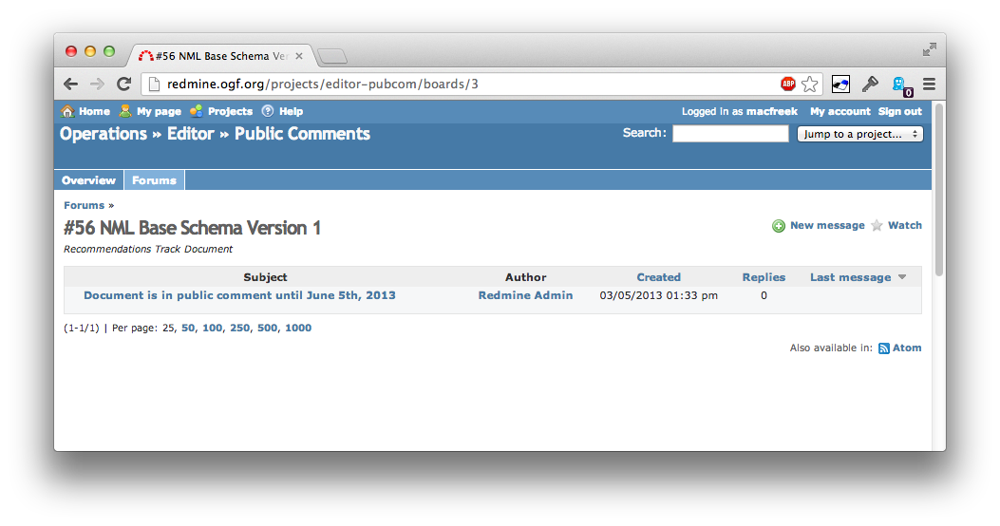 #56 NML Base Schema Ver
redmine.ogf.org/projects/editor-pubcom/boards/3
ABP
0
Home My page Projects Help Logged in as macfreek My account Sign out
Operations » Editor » Public Comments Search: Jump to a project...
Overview Forums
Forums »
#56 NML Base Schema Version 1 New message Watch
Recommendations Track Document
Subject Author Created Replies Last message
Document is in public comment until June 5th, 2013 Redmine Admin 03/05/2013 01:33 pm 0
(1-1/1) | Per page: 25, 50, 100, 250, 500, 1000
Also available in: Atom